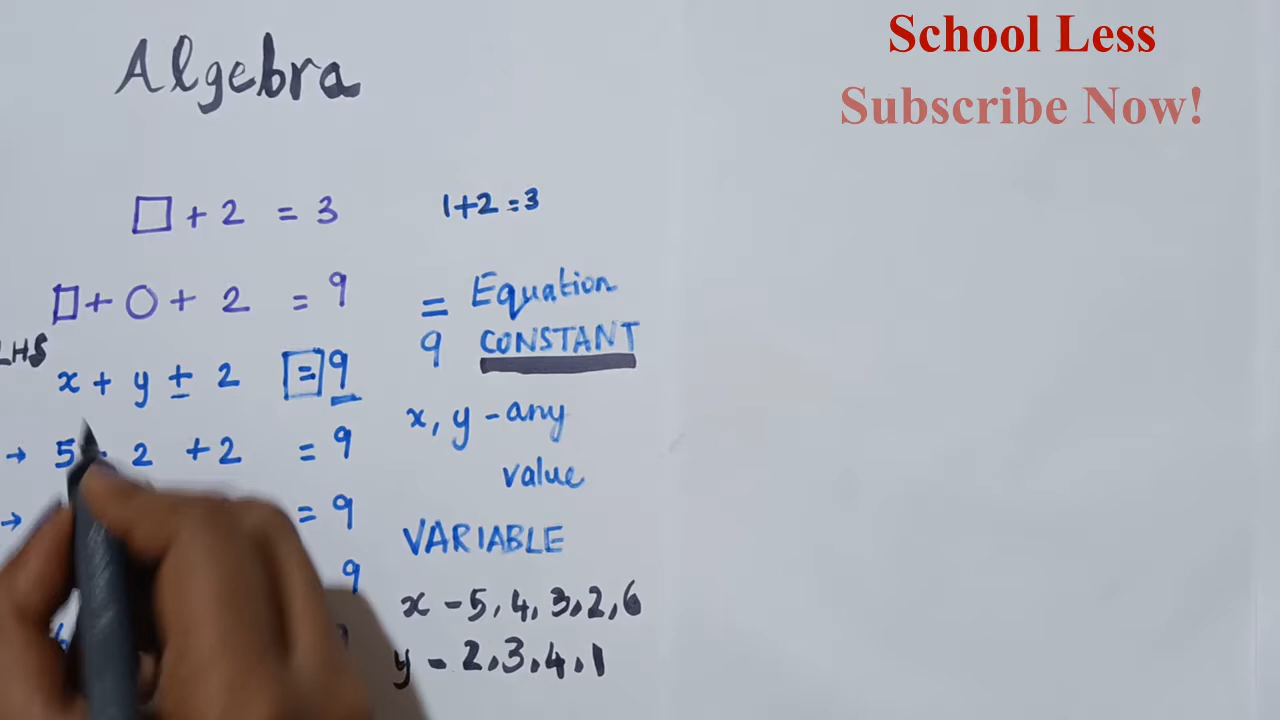 School Less
Subscribe Now!
Algebra
□ + 2 = 3
1+2=3
□ + ○ + 2 = 9
= Equation
9 CONSTANT
LHS
x + y ± 2 = 9
x, y - any
value
→ 5 + 2 + 2 = 9
→ = 9
VARIABLE
9
x - 5, 4, 3, 2, 6
y - 2, 3, 4, 1